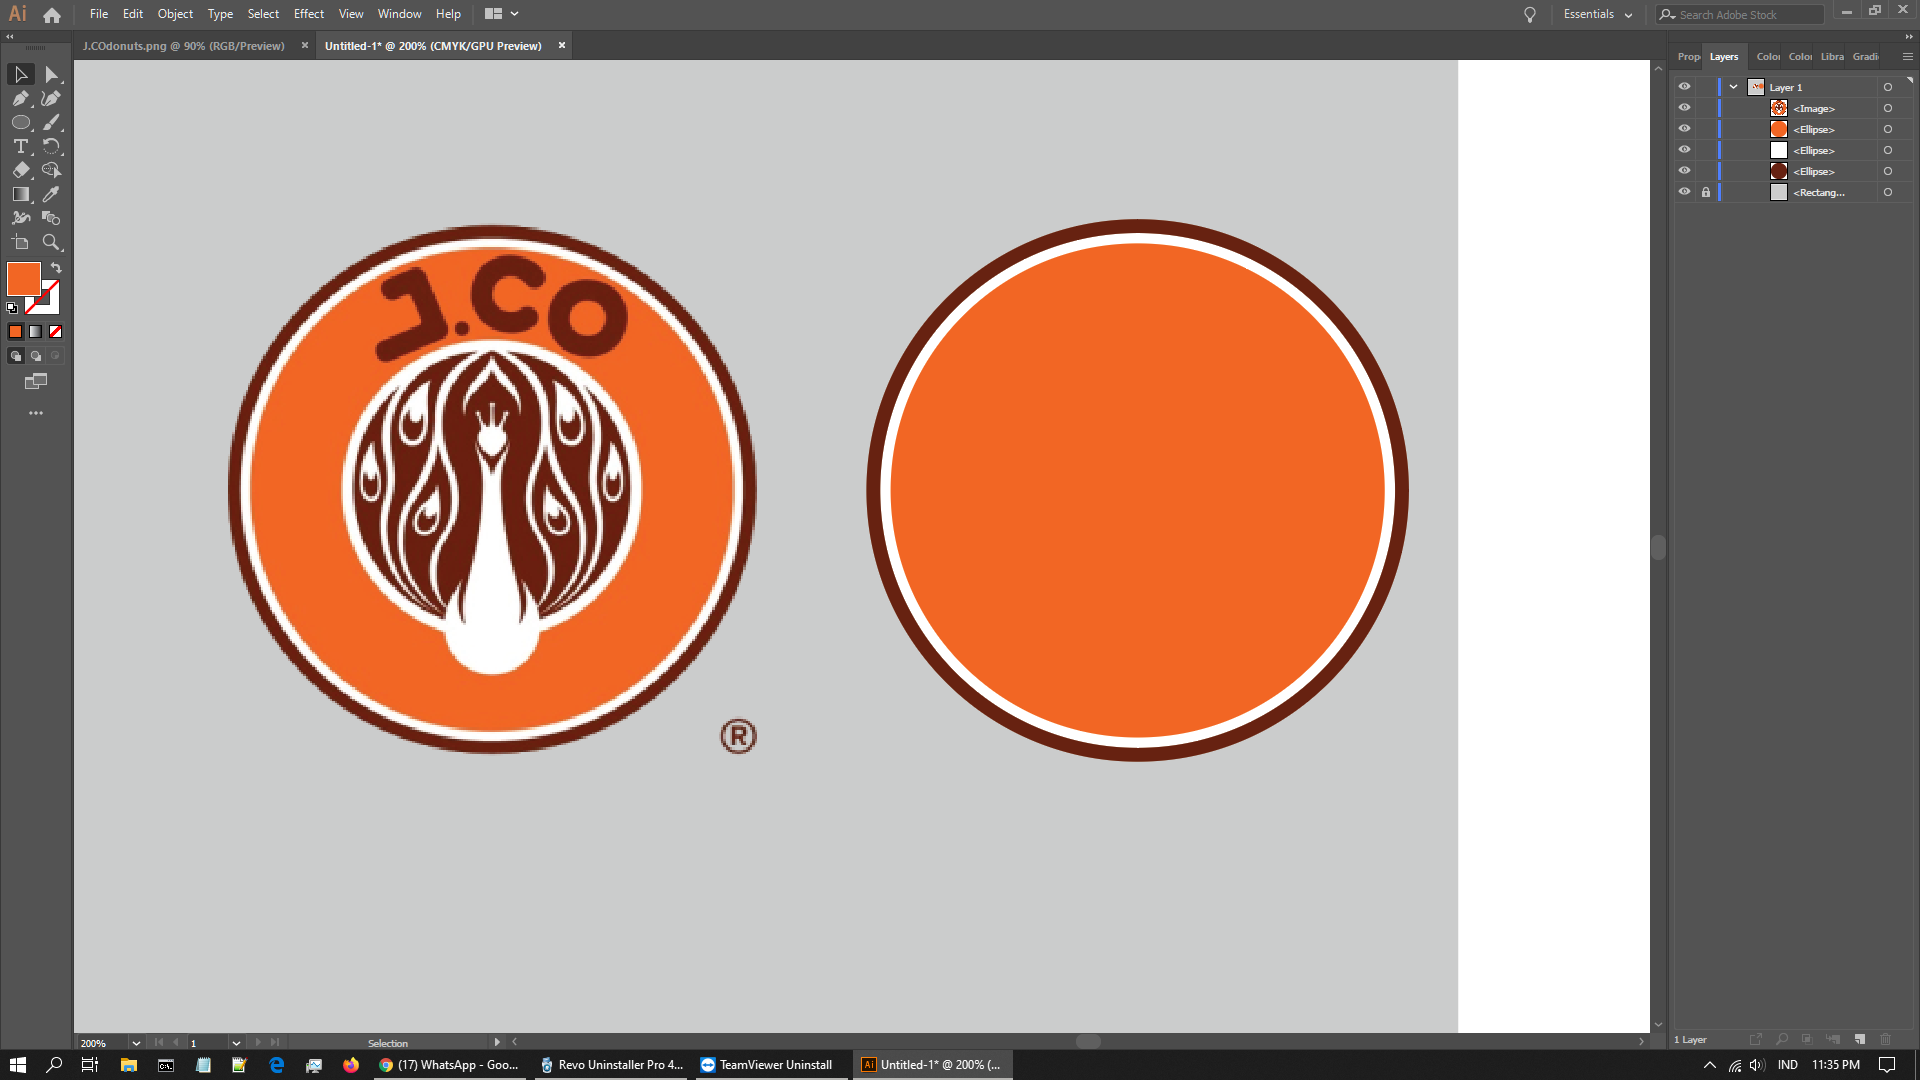 Ai File Edit Object Type Select Effect View Window Help Essentials Search Adobe Stock
J.COdonuts.png @ 90% (RGB/Preview) × Untitled-1* @ 200% (CMYK/GPU Preview) ×
Prop Layers Color Color Libra Gradi
Layer 1
<Image>
<Ellipse>
<Ellipse>
<Ellipse>
<Rectang...
J.CO
®
200% 1 Selection
1 Layer
(17) WhatsApp - Goo... Revo Uninstaller Pro 4... TeamViewer Uninstall Ai Untitled-1* @ 200% (... IND 11:35 PM